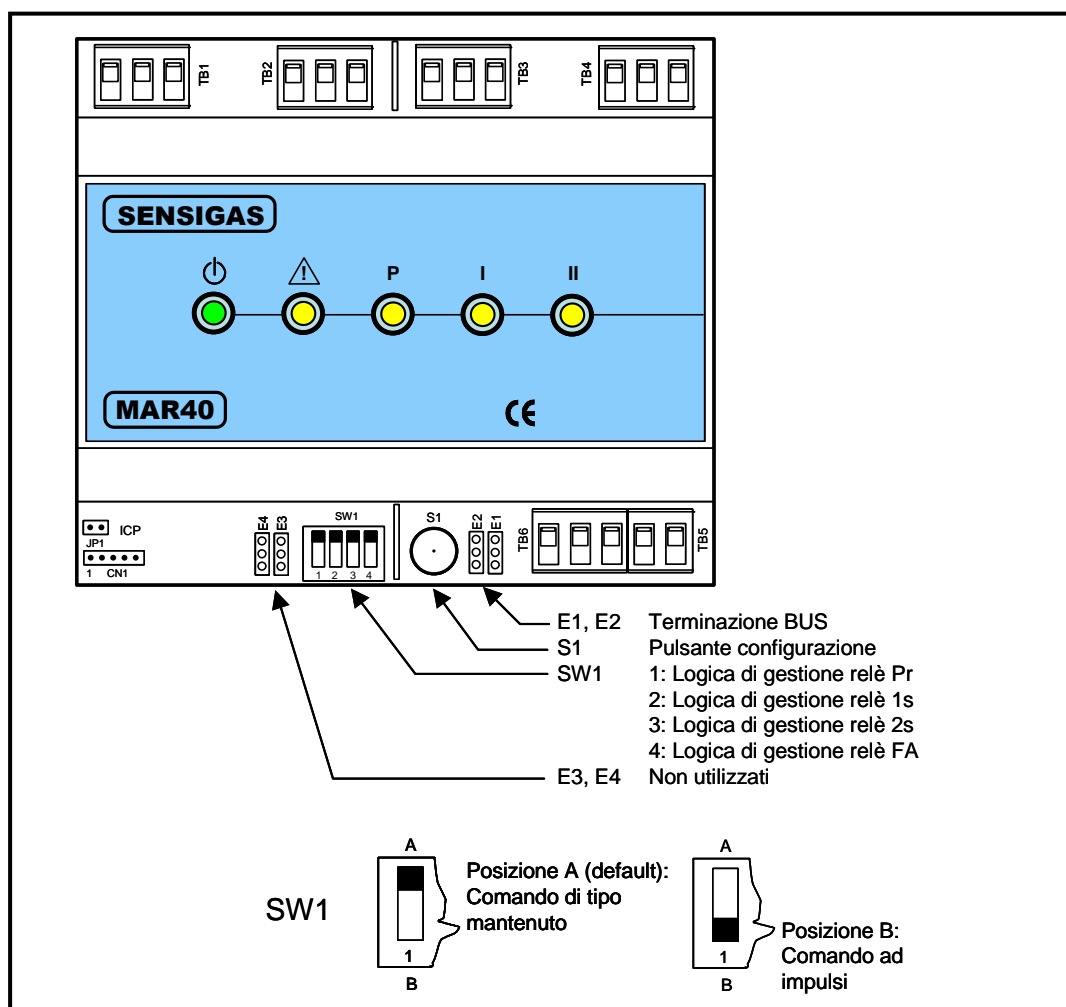 TB1
TB2
TB3
TB4
SENSIGAS
P I II
MAR40
CE
ICP
JP1
1 CN1
E4
E3
SW1
1 2 3 4
S1
E2
E1
TB6
TB5
E1, E2 Terminazione BUS
S1 Pulsante configurazione
SW1 1: Logica di gestione relè Pr
2: Logica di gestione relè 1s
3: Logica di gestione relè 2s
4: Logica di gestione relè FA
E3, E4 Non utilizzati
SW1
A
1
B
Posizione A (default):
Comando di tipo
mantenuto
A
1
B
Posizione B:
Comando ad
impulsi